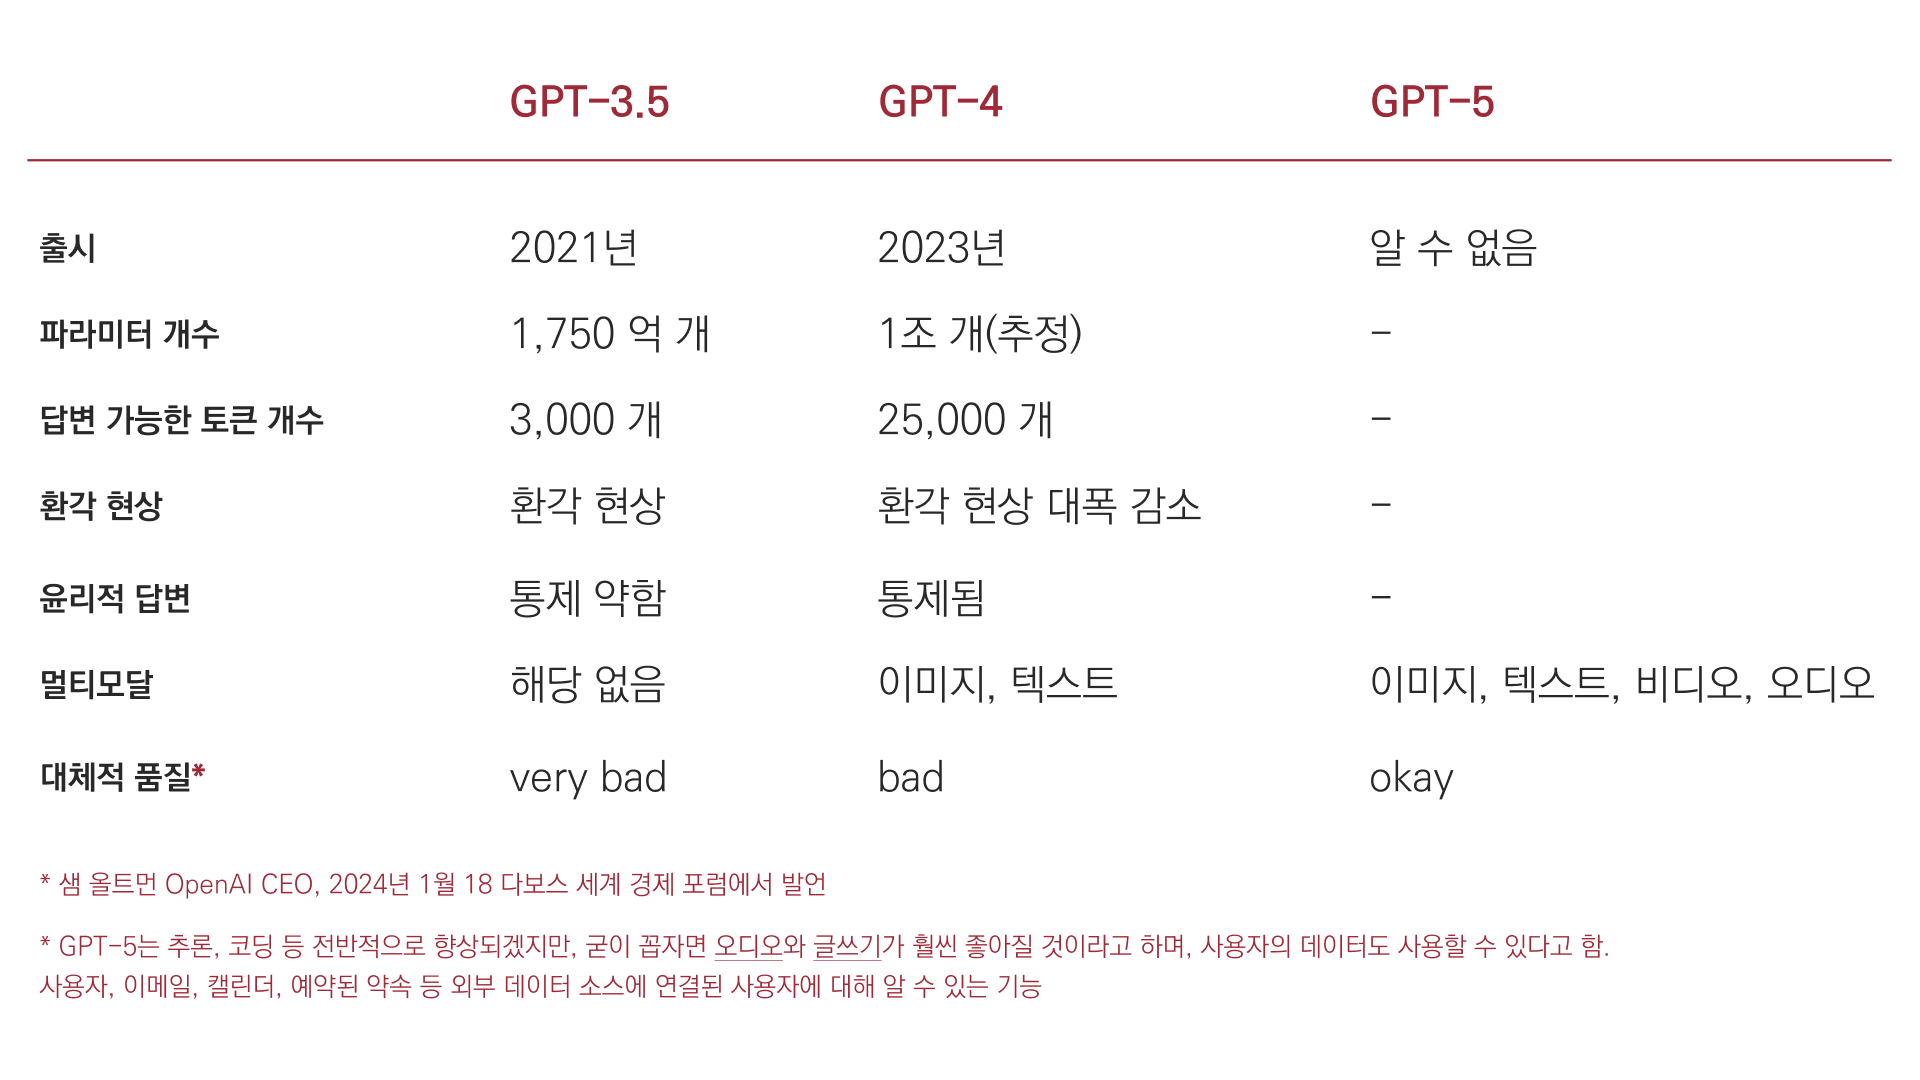 GPT-3.5 GPT-4 GPT-5
출시 2021년 2023년 알 수 없음
파라미터 개수 1,750 억 개 1조 개(추정) -
답변 가능한 토큰 개수 3,000 개 25,000 개 -
환각 현상 환각 현상 환각 현상 대폭 감소 -
윤리적 답변 통제 약함 통제됨 -
멀티모달 해당 없음 이미지, 텍스트 이미지, 텍스트, 비디오, 오디오
대체적 품질* very bad bad okay
* 샘 올트먼 OpenAI CEO, 2024년 1월 18 다보스 세계 경제 포럼에서 발언
* GPT-5는 추론, 코딩 등 전반적으로 향상되겠지만, 굳이 꼽자면 오디오와 글쓰기가 훨씬 좋아질 것이라고 하며, 사용자의 데이터도 사용할 수 있다고 함.
사용자, 이메일, 캘린더, 예약된 약속 등 외부 데이터 소스에 연결된 사용자에 대해 알 수 있는 기능